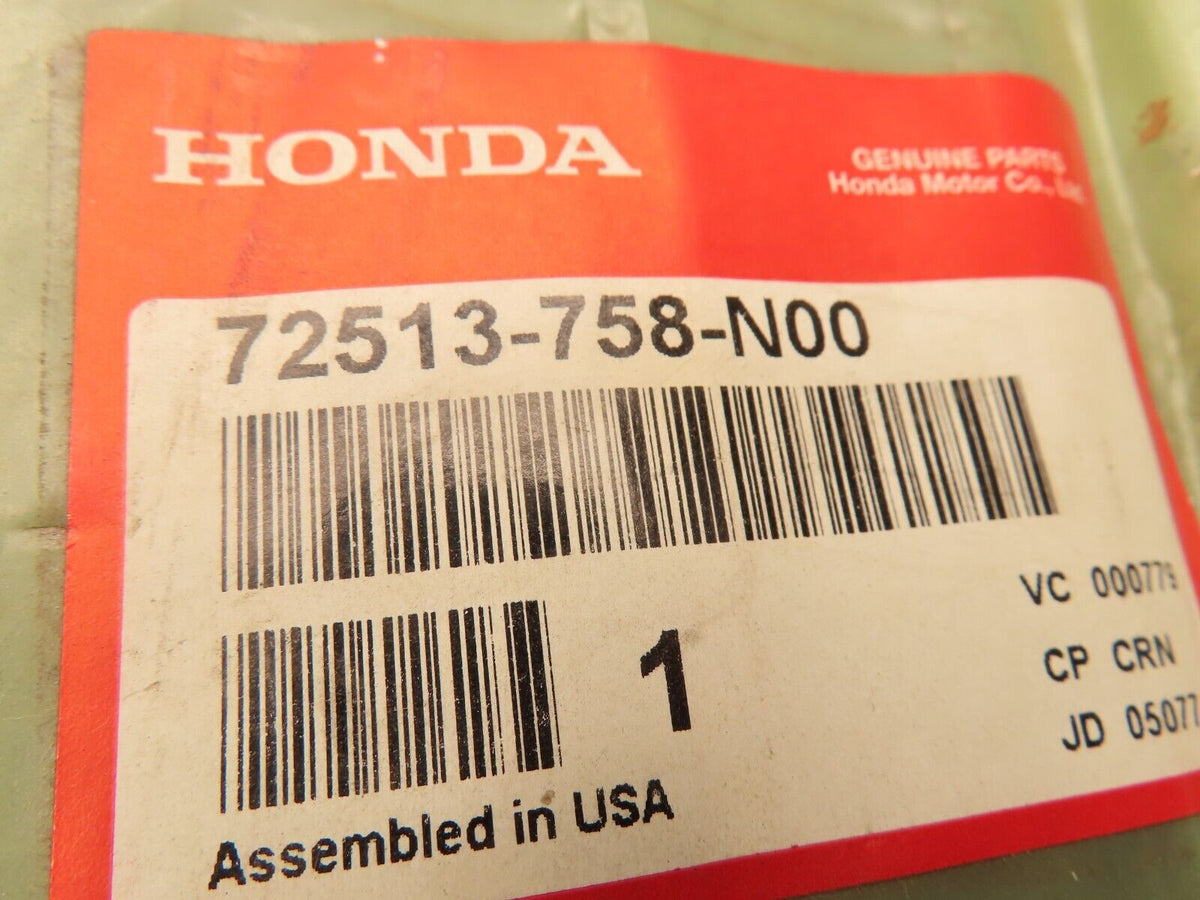 HONDA
GENUINE PARTS
Honda Motor Co.,
72513-758-N00
VC 000779
1
CP CRN
JD 05077
Assembled in USA